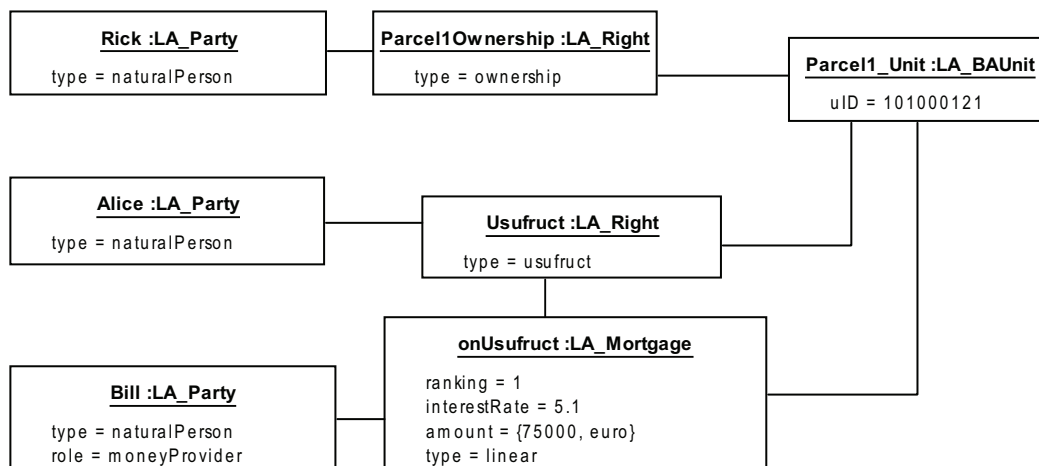 Rick :LA_Party
type = naturalPerson
Parcel1Ownership :LA_Right
type = ownership
Parcel1_Unit :LA_BAUnit
uID = 101000121
Alice :LA_Party
type = naturalPerson
Usufruct :LA_Right
type = usufruct
onUsufruct :LA_Mortgage
ranking = 1
interestRate = 5.1
amount = {75000, euro}
type = linear
Bill :LA_Party
type = naturalPerson
role = moneyProvider